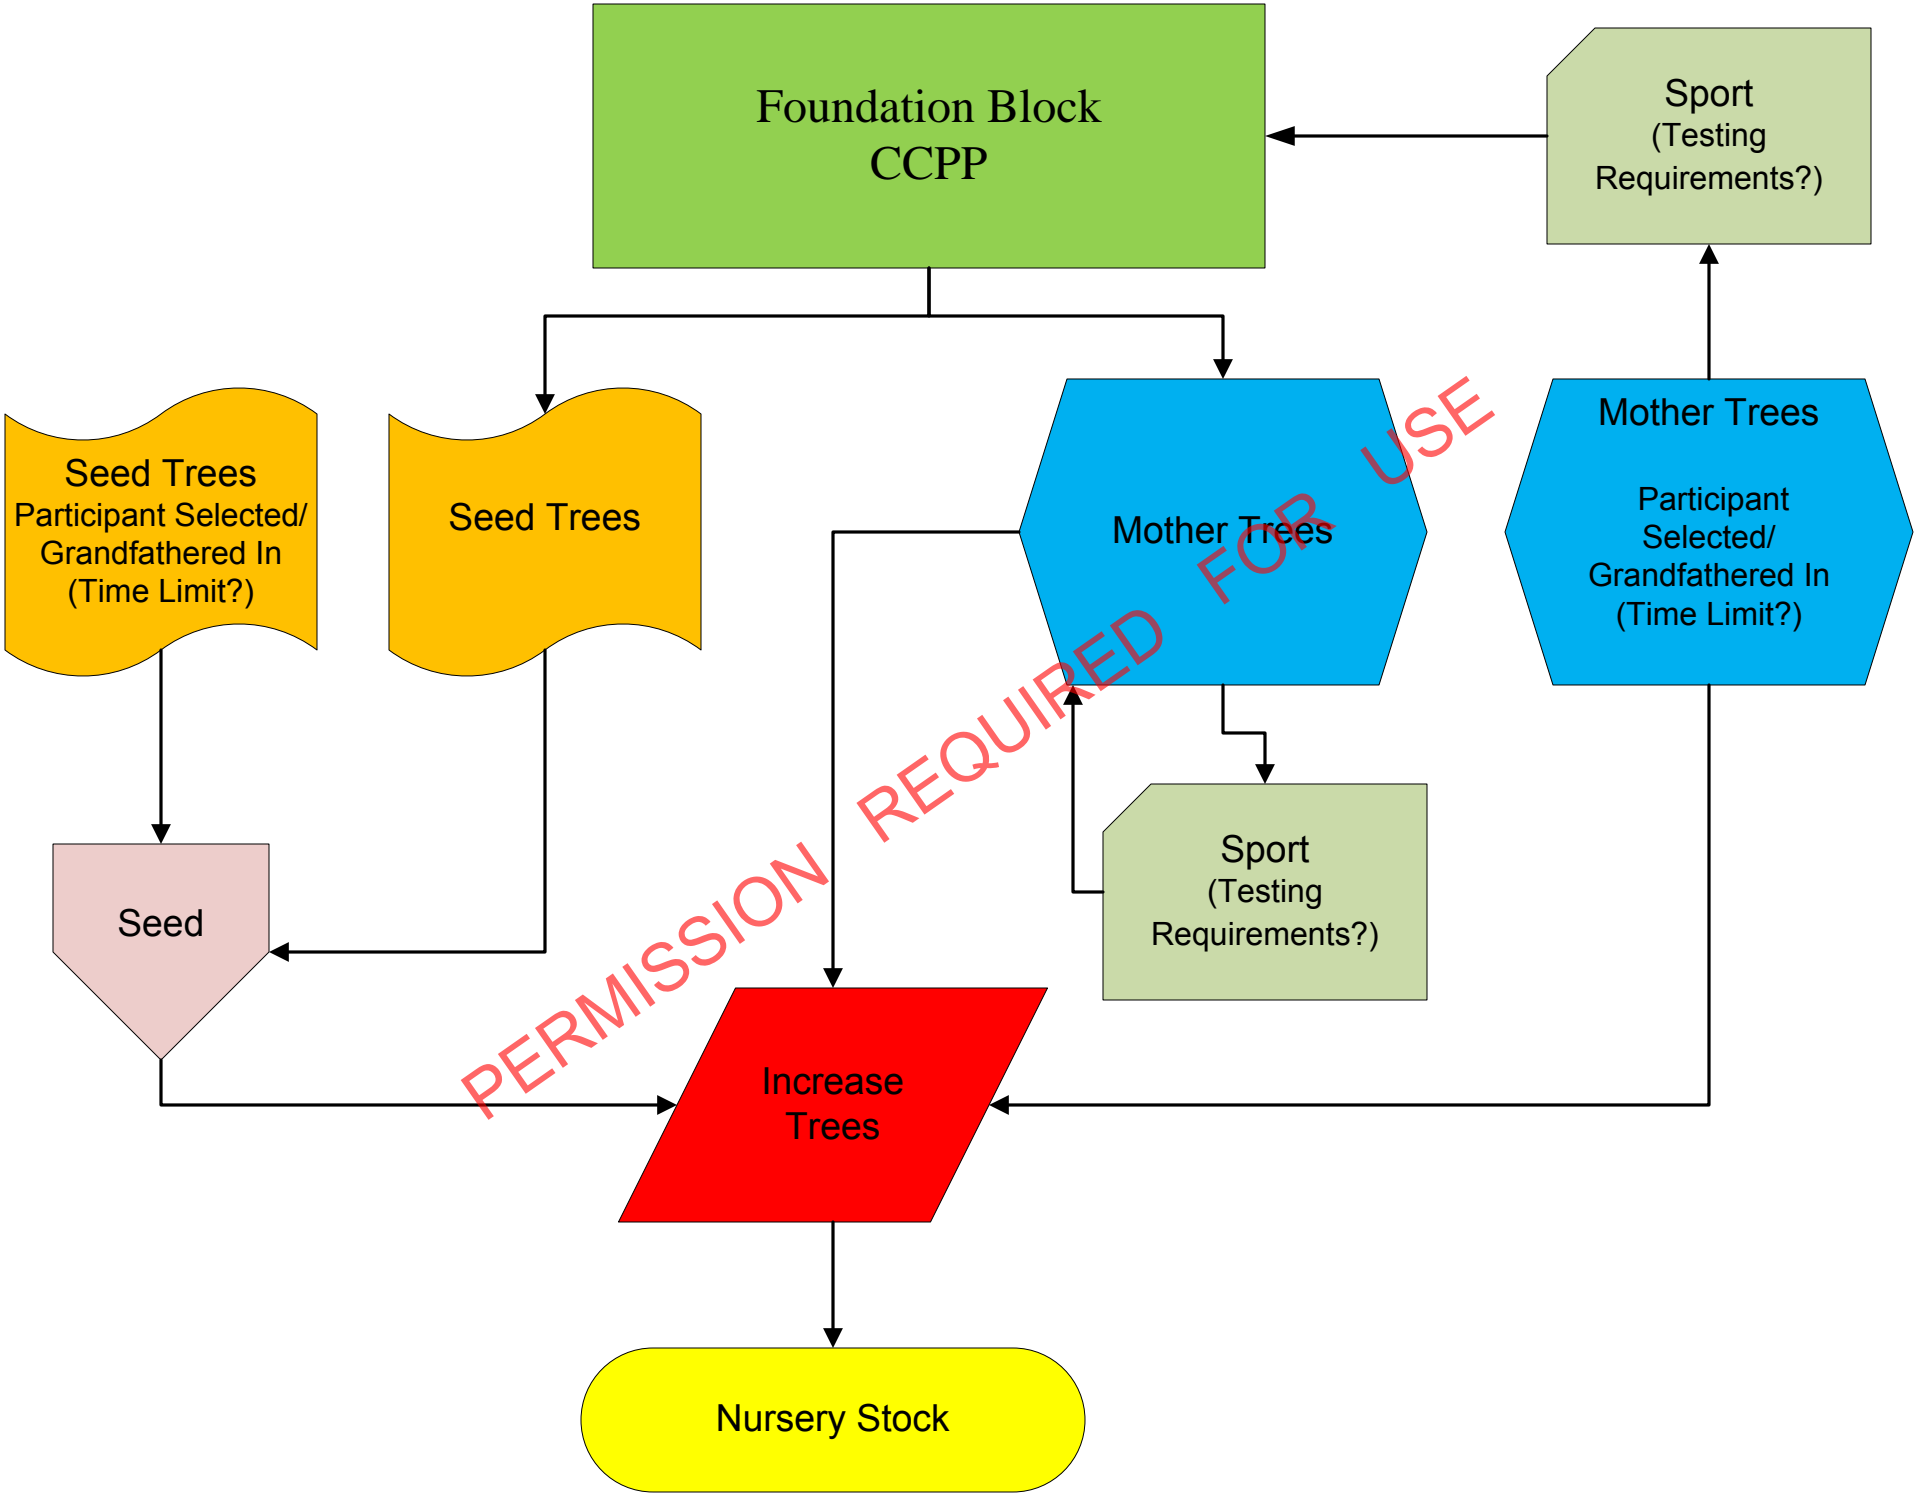 Foundation Block
CCPP
Sport
(Testing
Requirements?)
Seed Trees
Participant Selected/
Grandfathered In
(Time Limit?)
Seed Trees
Mother Trees
Mother Trees
Participant
Selected/
Grandfathered In
(Time Limit?)
PERMISSION REQUIRED FOR USE
Seed
Sport
(Testing
Requirements?)
Increase
Trees
Nursery Stock